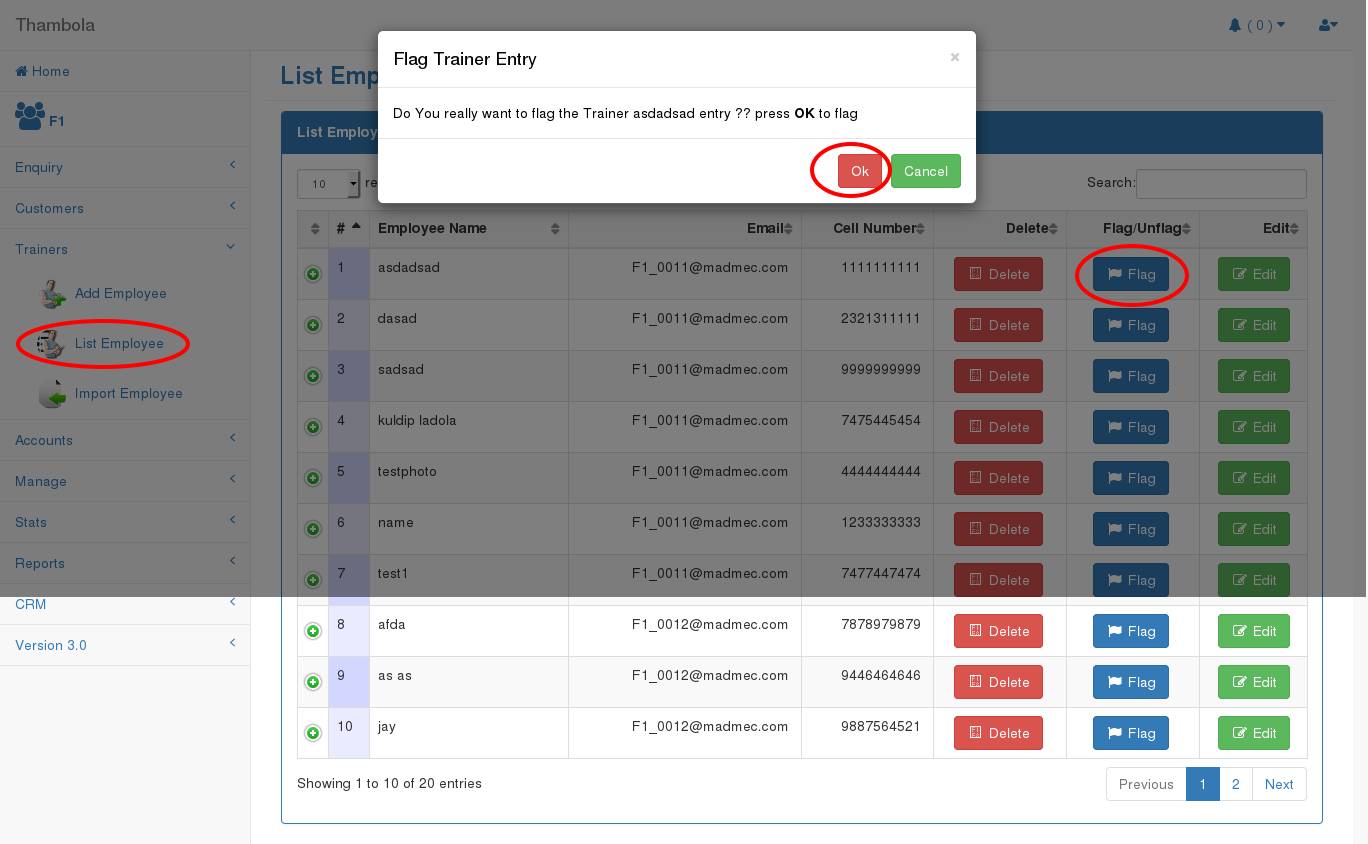 Thambola
( 0 )
Flag Trainer Entry
×
Do You really want to flag the Trainer asdadsad entry ?? press OK to flag
Ok Cancel
Home
F1
Enquiry
Customers
Trainers
Add Employee
List Employee
Import Employee
Accounts
Manage
Stats
Reports
CRM
Version 3.0
List Emp
List Employ
10 re
Search:
# Employee Name Email Cell Number Delete Flag/Unflag Edit
1 asdadsad F1_0011@madmec.com 1111111111 Delete Flag Edit
2 dasad F1_0011@madmec.com 2321311111 Delete Flag Edit
3 sadsad F1_0011@madmec.com 9999999999 Delete Flag Edit
4 kuldip ladola F1_0011@madmec.com 7475445454 Delete Flag Edit
5 testphoto F1_0011@madmec.com 4444444444 Delete Flag Edit
6 name F1_0011@madmec.com 1233333333 Delete Flag Edit
7 test1 F1_0011@madmec.com 7477447474 Delete Flag Edit
8 afda F1_0012@madmec.com 7878979879 Delete Flag Edit
9 as as F1_0012@madmec.com 9446464646 Delete Flag Edit
10 jay F1_0012@madmec.com 9887564521 Delete Flag Edit
Showing 1 to 10 of 20 entries
Previous 1 2 Next